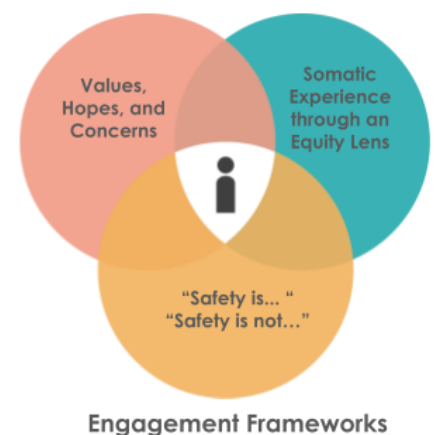 Values,
Hopes, and
Concerns
Somatic
Experience
through an
Equity Lens
“Safety is... “
“Safety is not...”
Engagement Frameworks